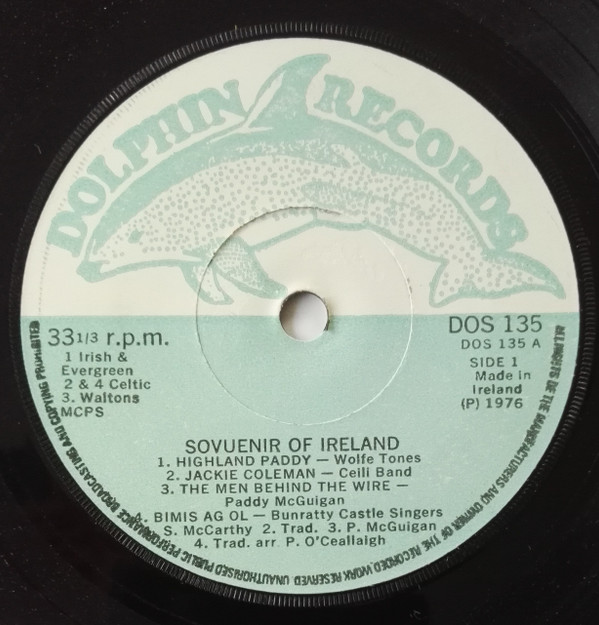 DOLPHIN RECORDS
33 1/3 r.p.m.
1 Irish &
Evergreen
2 & 4 Celtic
3. Waltons
MCPS
DOS 135
DOS 135 A
SIDE 1
Made in
Ireland
(P) 1976
SOVUENIR OF IRELAND
1. HIGHLAND PADDY — Wolfe Tones
2. JACKIE COLEMAN — Ceili Band
3. THE MEN BEHIND THE WIRE —
Paddy McGuigan
4. BIMIS AG OL — Bunratty Castle Singers
S. McCarthy 2. Trad. 3. P. McGuigan
4. Trad. arr P. O'Ceallaigh
ALL RIGHTS OF THE MANUFACTURERS AND OWNER OF THE RECORDED WORK RESERVED UNAUTHORISED PUBLIC PERFORMANCE BROADCASTING AND COPYING PROHIBITED